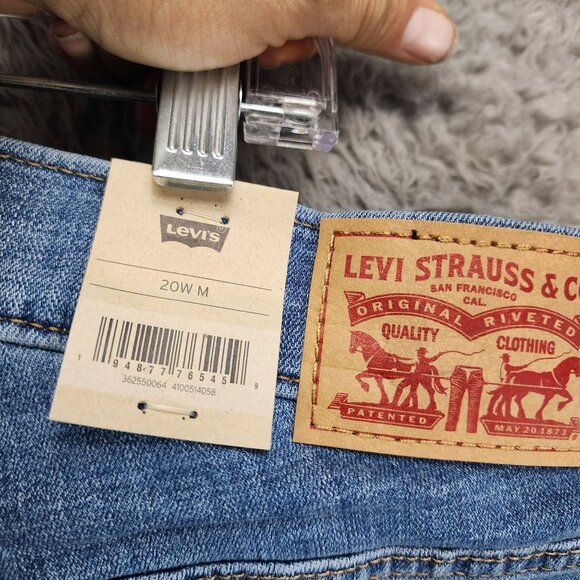 Levi's®
20W M
1 94877 76545 9
362550064 4100514058
LEVI STRAUSS & CO
SAN FRANCISCO
CAL.
ORIGINAL RIVETED
QUALITY CLOTHING
PATENTED
MAY 20 1873